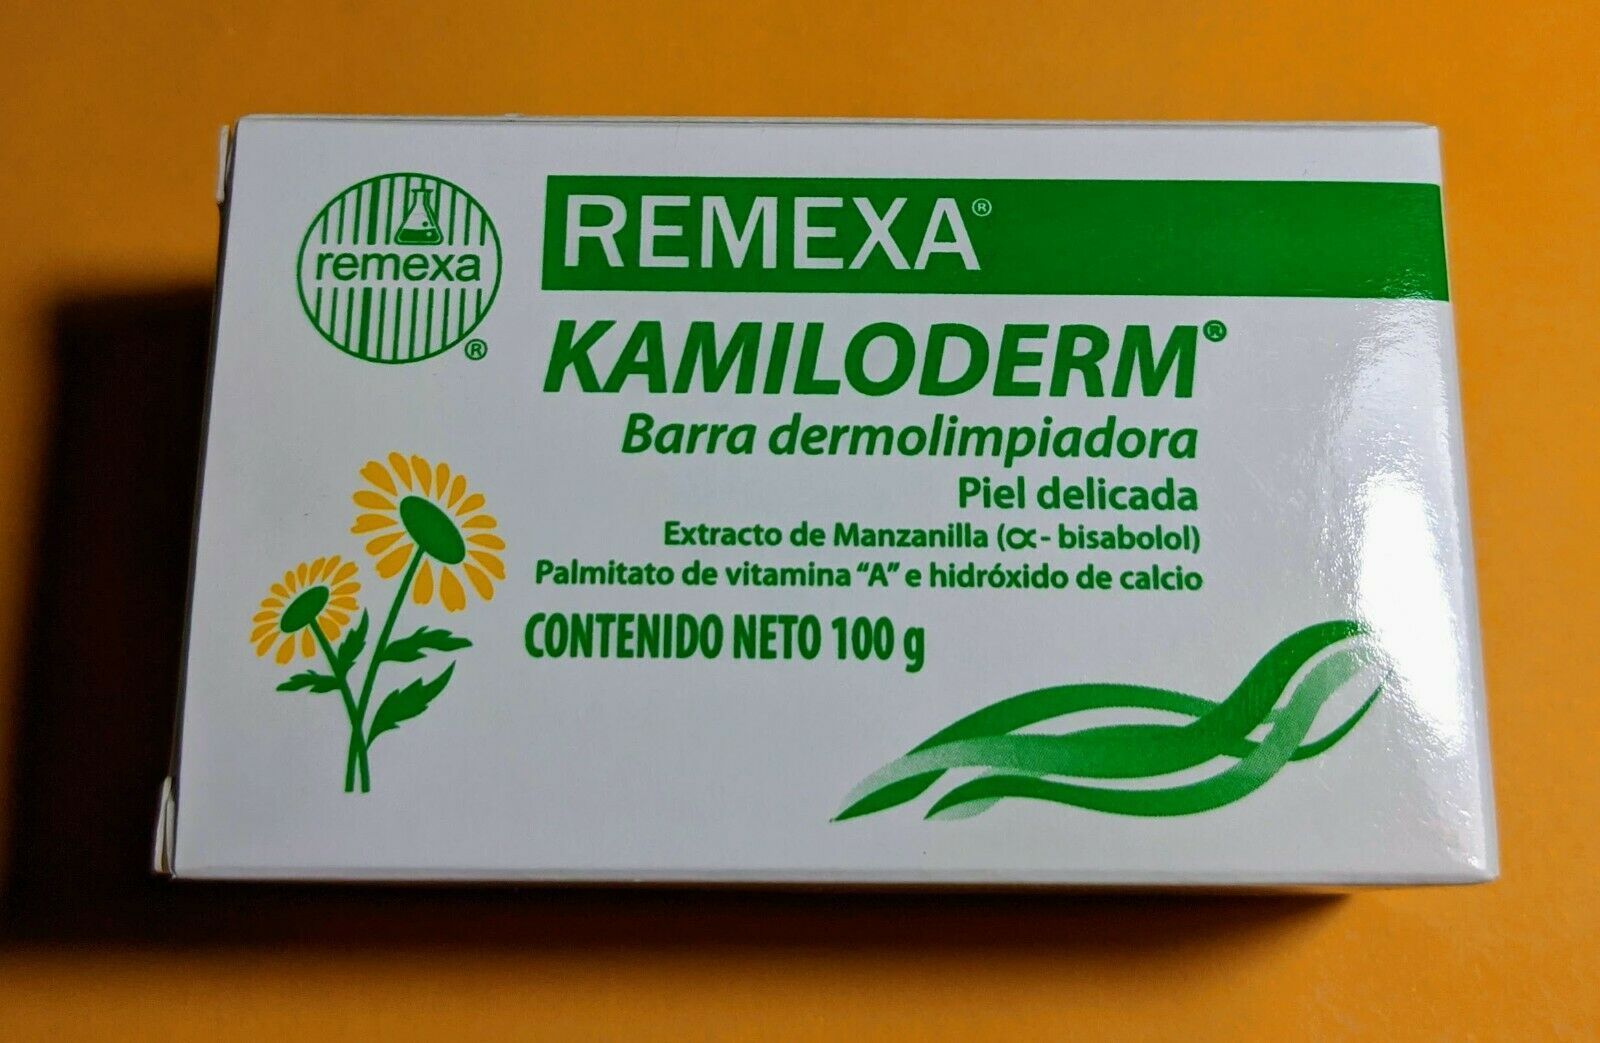 remexa
®
REMEXA®
KAMILODERM®
Barra dermolimpiadora
Piel delicada
Extracto de Manzanilla (α - bisabolol)
Palmitato de vitamina “A” e hidróxido de calcio
CONTENIDO NETO 100 g